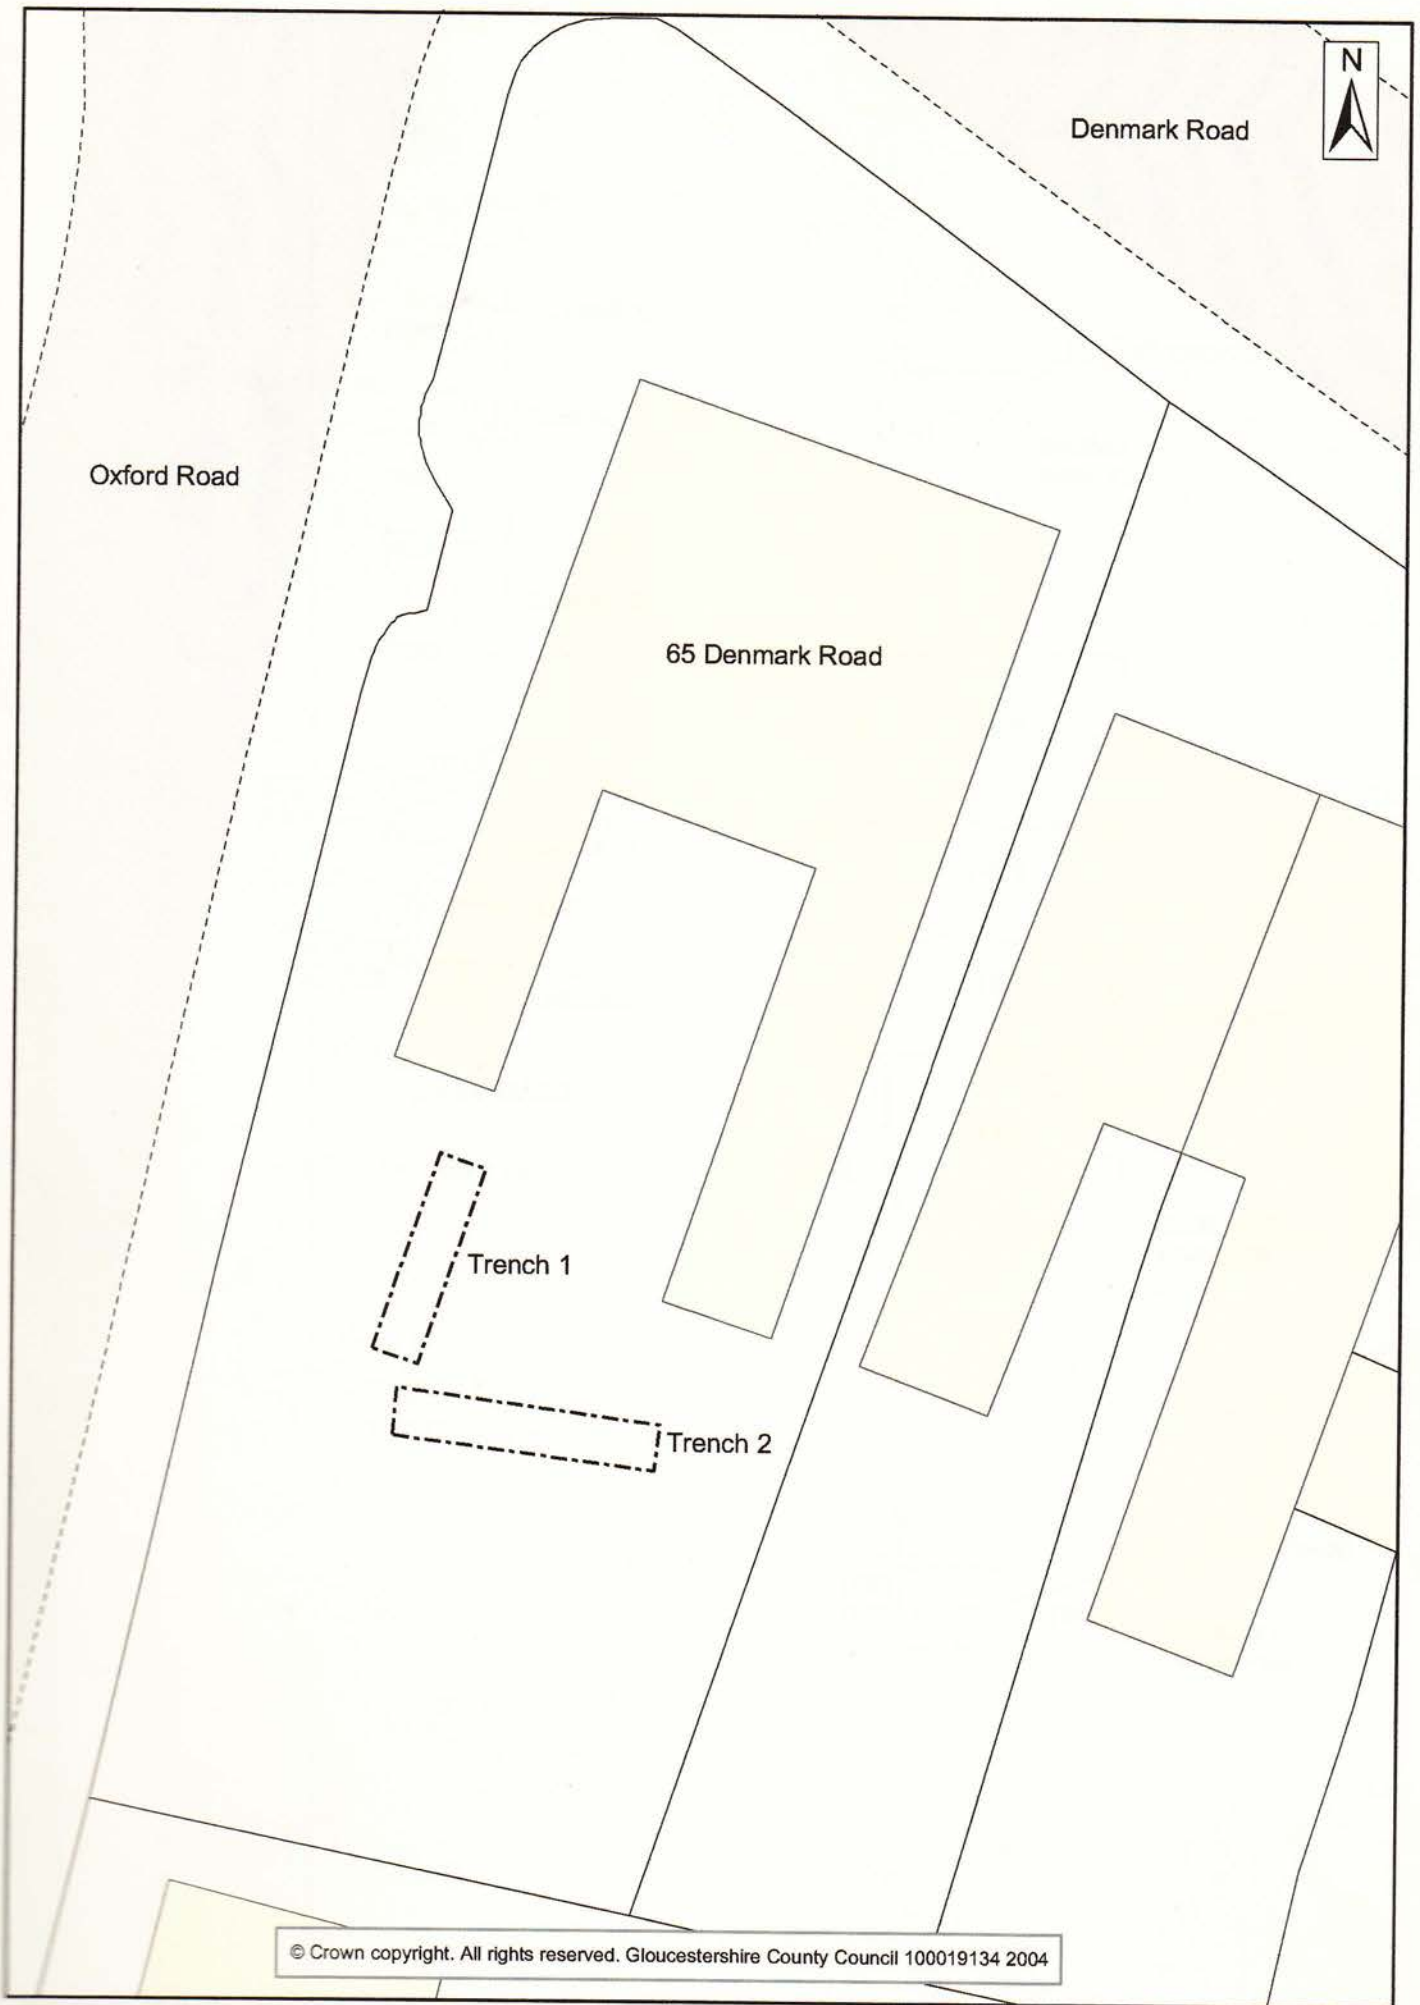 N
Denmark Road
Oxford Road
65 Denmark Road
Trench 1
Trench 2
© Crown copyright. All rights reserved. Gloucestershire County Council 100019134 2004